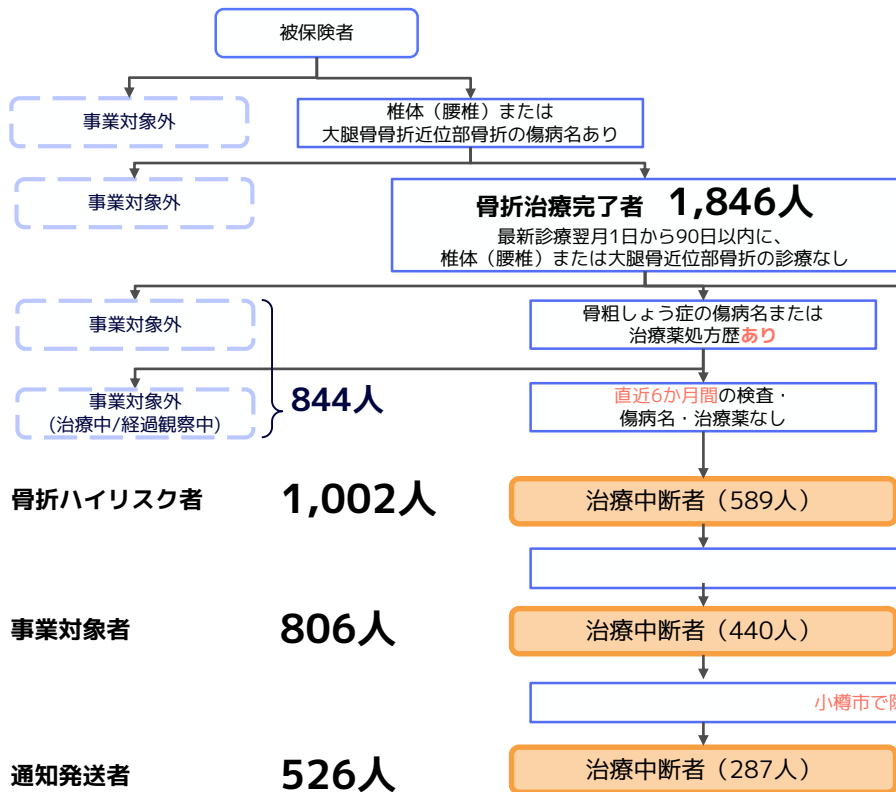 被保険者
事業対象外
椎体（腰椎）または
大腿骨骨折近位部骨折の傷病名あり
事業対象外
骨折治療完了者 1,846人
最新診療翌月1日から90日以内に、
椎体（腰椎）または大腿骨近位部骨折の診療なし
事業対象外
骨粗しょう症の傷病名または
治療薬処方歴あり
844人
事業対象外
(治療中/経過観察中)
直近6か月間の検査・
傷病名・治療薬なし
骨折ハイリスク者 1,002人
治療中断者（589人）
事業対象者 806人
治療中断者（440人）
小樽市で
通知発送者 526人
治療中断者（287人）